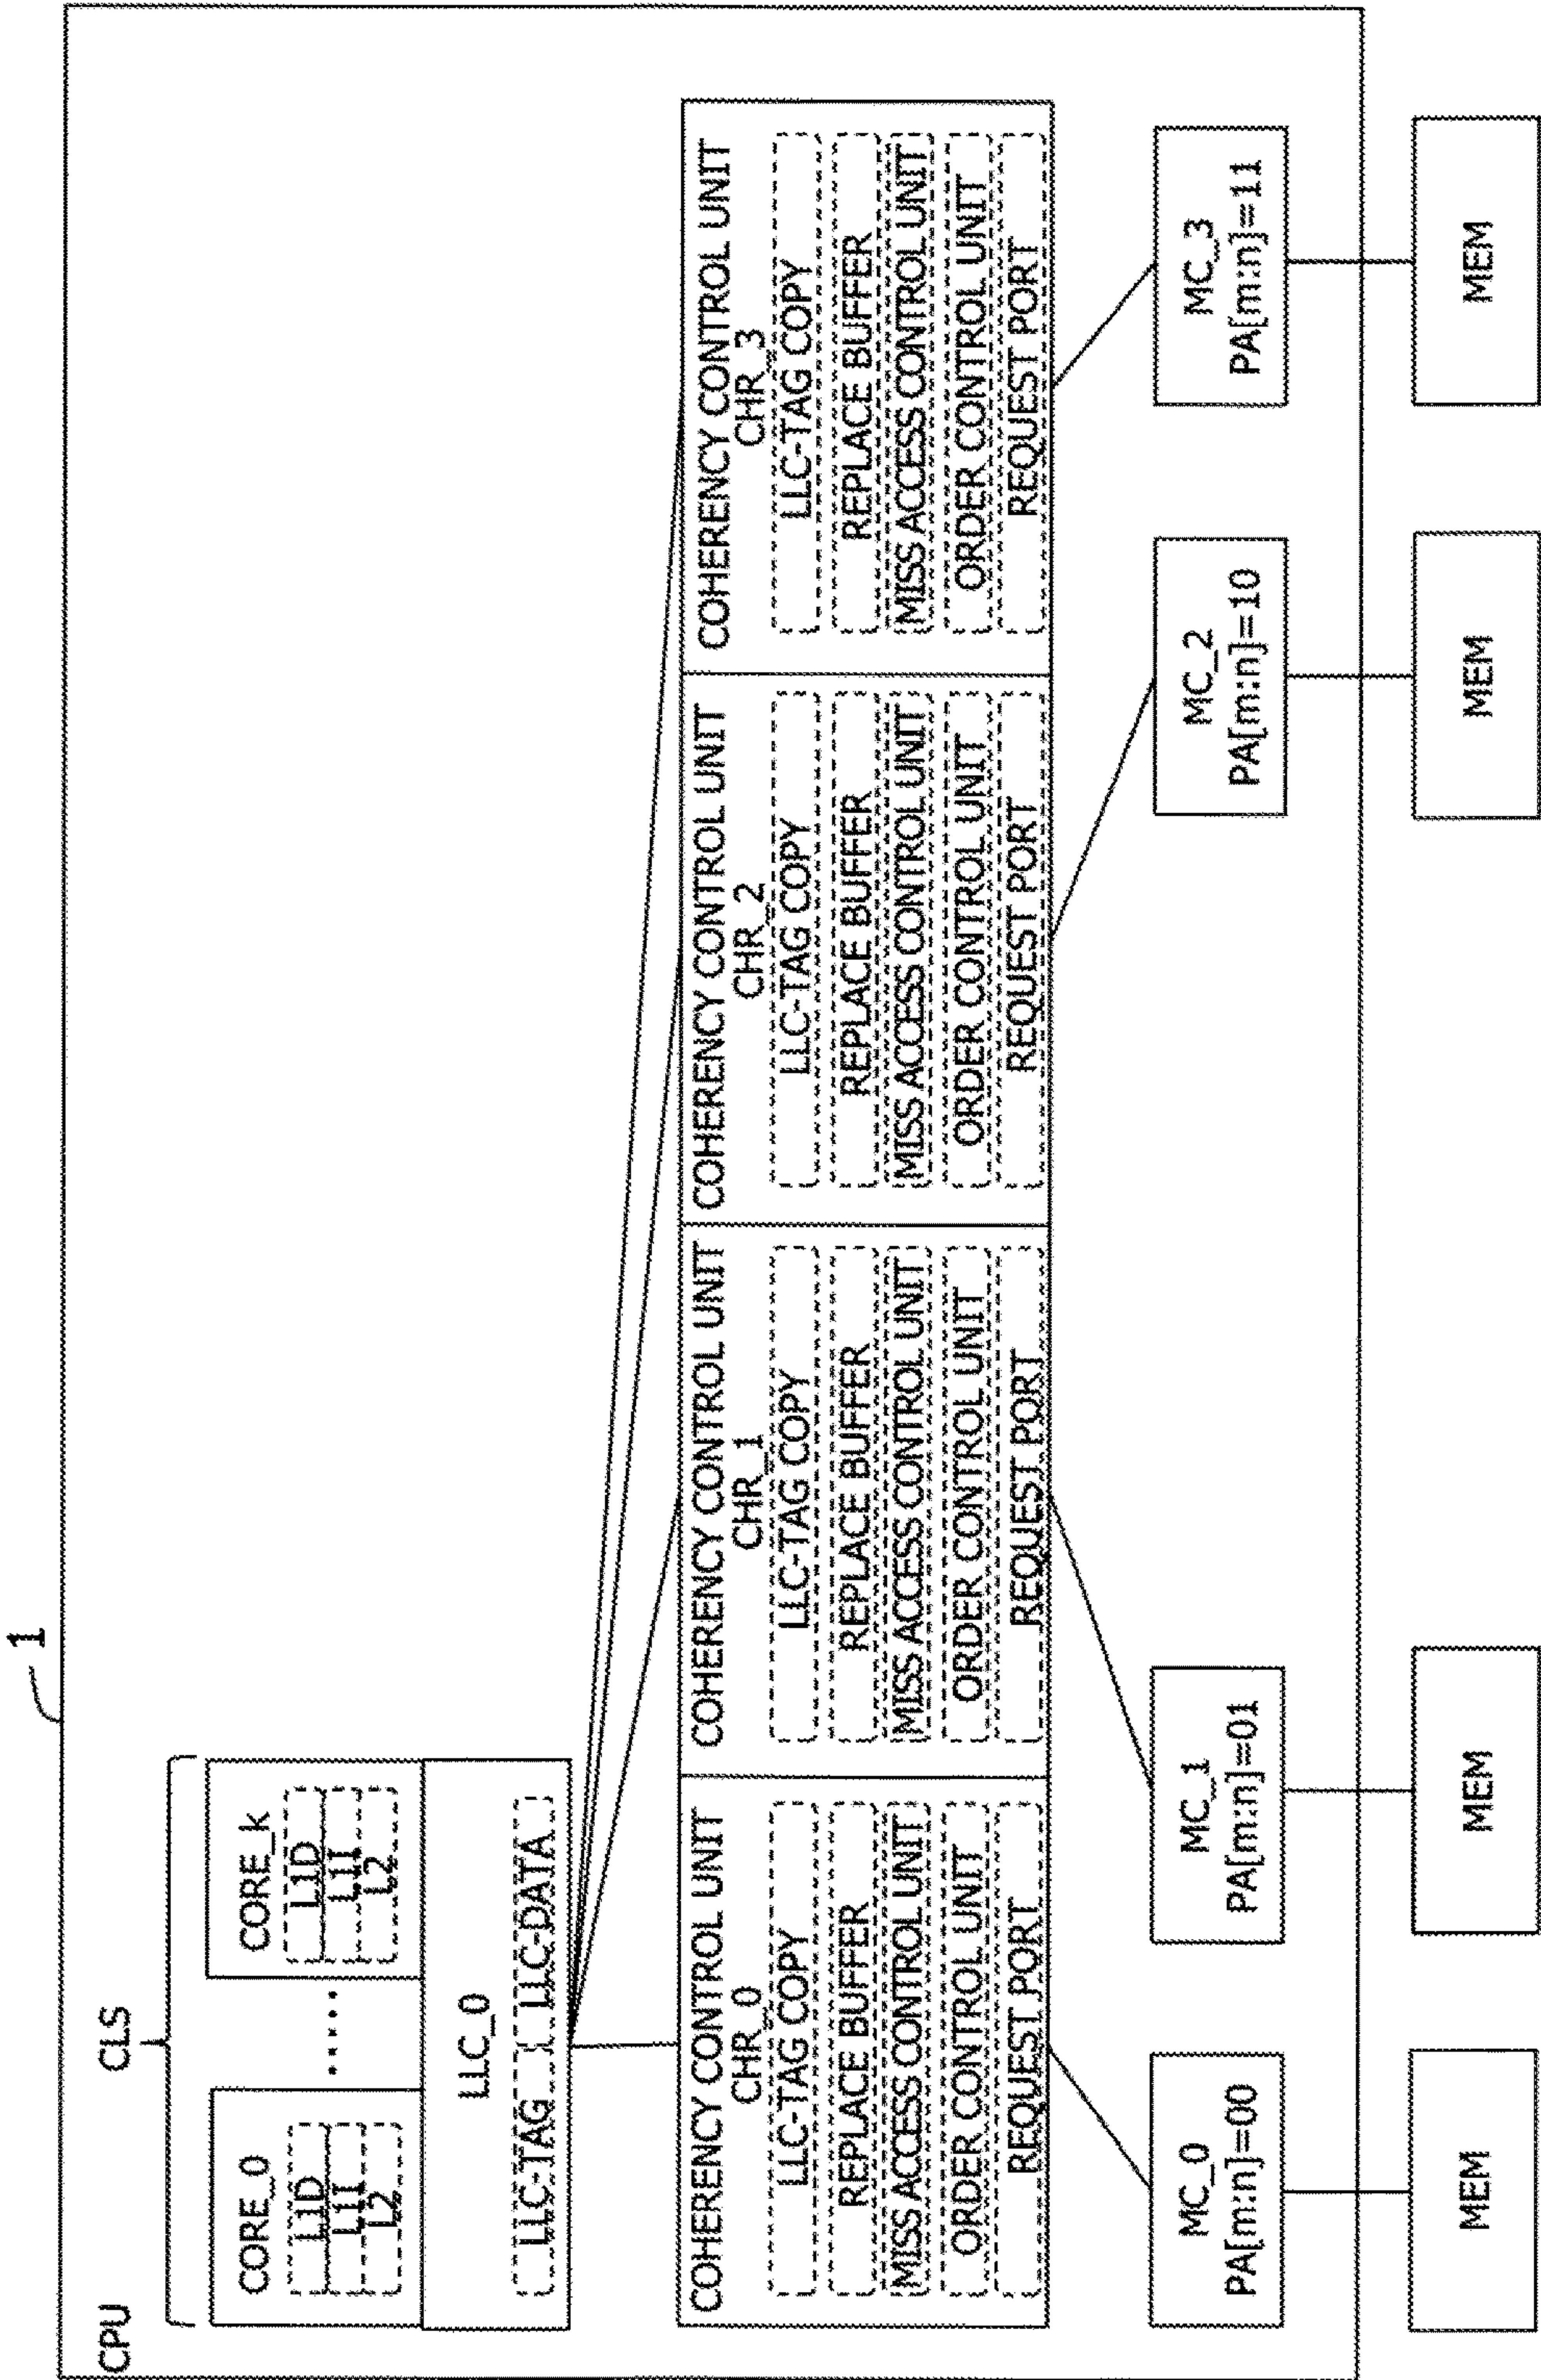 1
CPU
CLS
CORE_0
L1D
L1I
L2
.....
CORE_k
L1D
L1I
L2
LLC_0
LLC-TAG
LLC-DATA
COHERENCY CONTROL UNIT
CHR_0
LLC-TAG COPY
REPLACE BUFFER
MISS ACCESS CONTROL UNIT
ORDER CONTROL UNIT
REQUEST PORT
COHERENCY CONTROL UNIT
CHR_1
LLC-TAG COPY
REPLACE BUFFER
MISS ACCESS CONTROL UNIT
ORDER CONTROL UNIT
REQUEST PORT
COHERENCY CONTROL UNIT
CHR_2
LLC-TAG COPY
REPLACE BUFFER
MISS ACCESS CONTROL UNIT
ORDER CONTROL UNIT
REQUEST PORT
COHERENCY CONTROL UNIT
CHR_3
LLC-TAG COPY
REPLACE BUFFER
MISS ACCESS CONTROL UNIT
ORDER CONTROL UNIT
REQUEST PORT
MC_0
PA[m:n]=00
MC_1
PA[m:n]=01
MC_2
PA[m:n]=10
MC_3
PA[m:n]=11
MEM
MEM
MEM
MEM